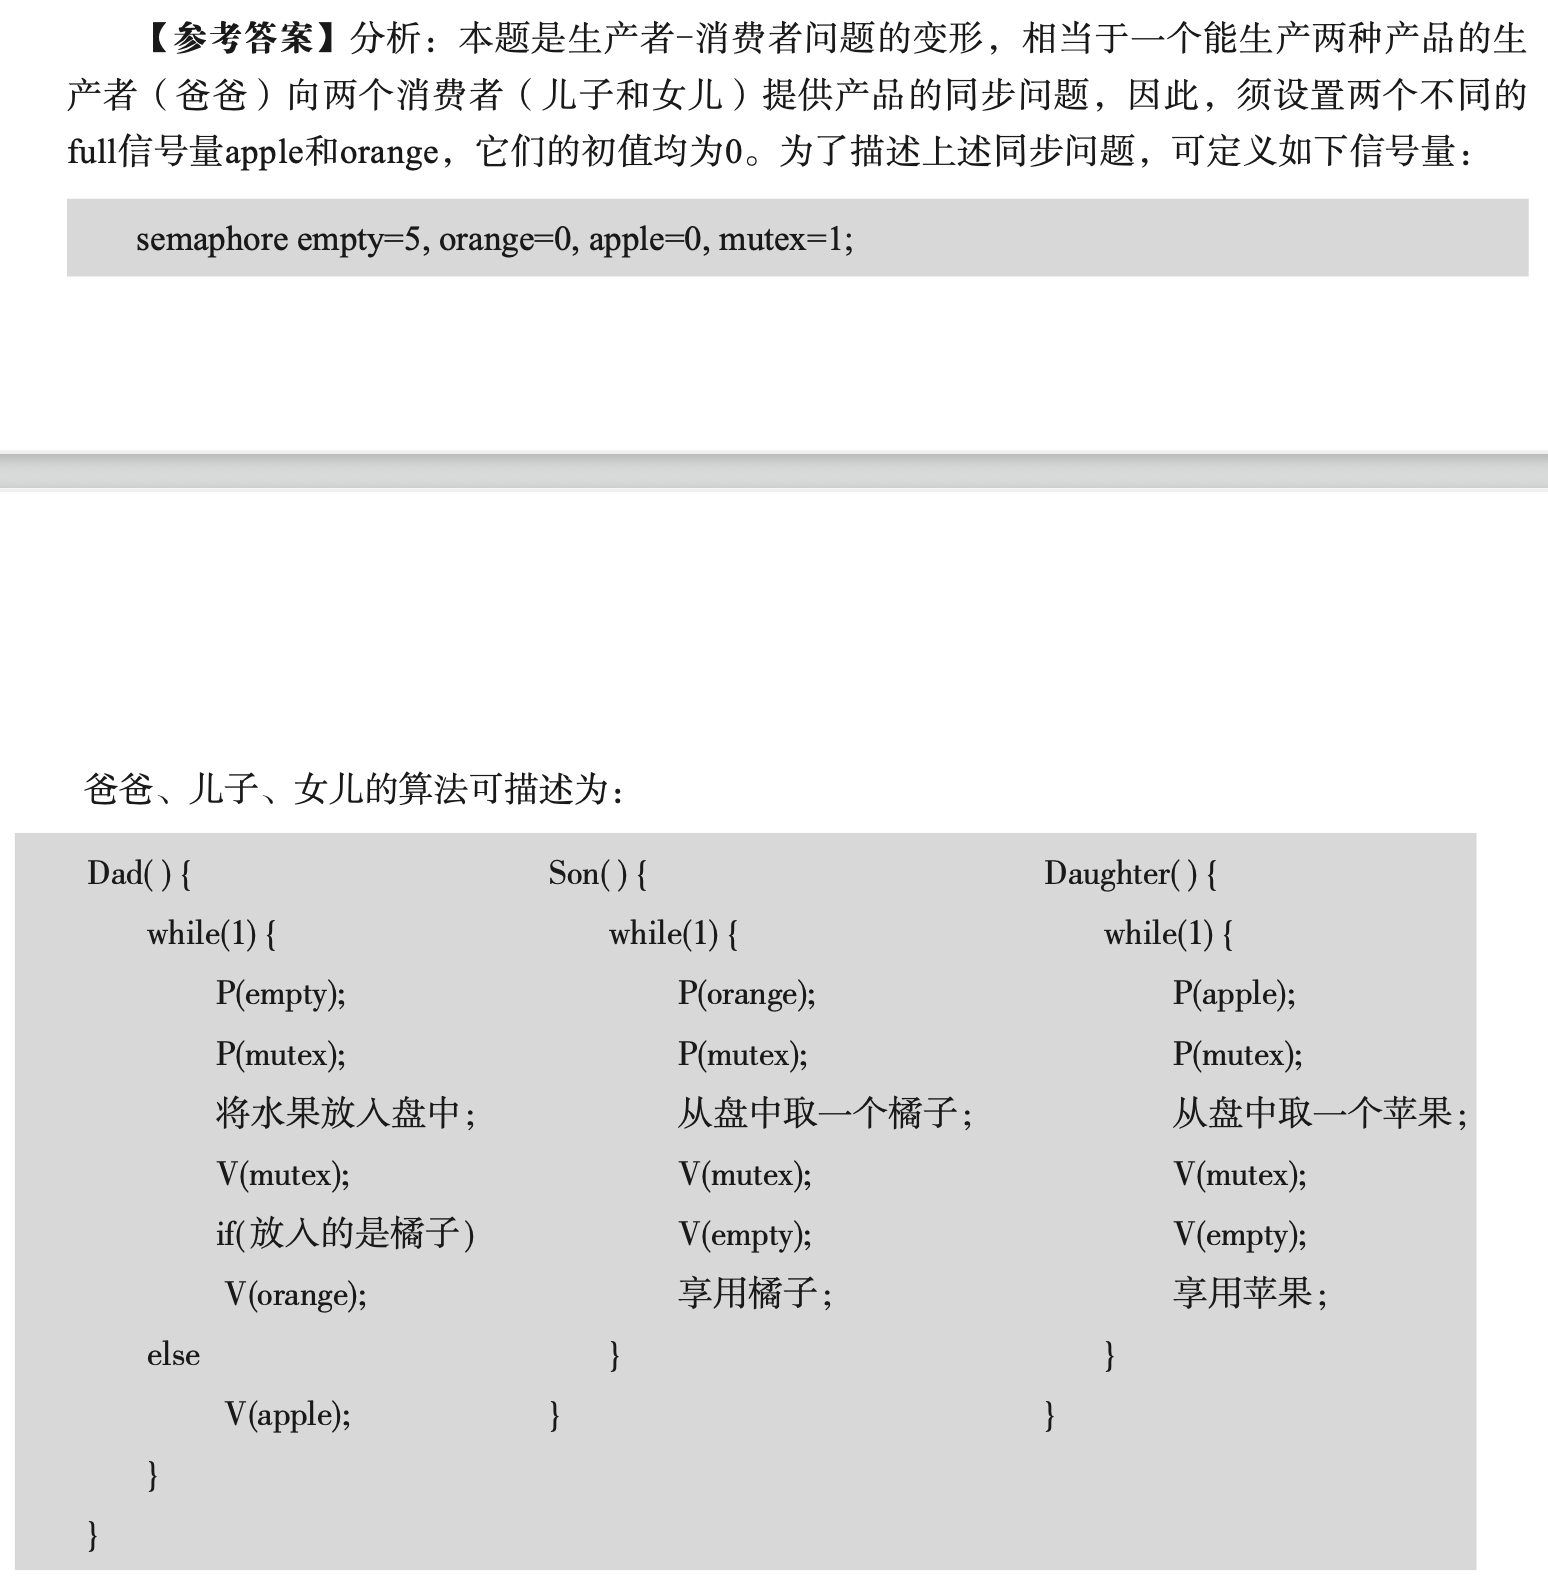 【参考答案】分析：本题是生产者-消费者问题的变形，相当于一个能生产两种产品的生
产者（爸爸）向两个消费者（儿子和女儿）提供产品的同步问题，因此，须设置两个不同的
full信号量apple和orange，它们的初值均为0。为了描述上述同步问题，可定义如下信号量：
semaphore empty=5, orange=0, apple=0, mutex=1;
爸爸、儿子、女儿的算法可描述为：
Dad( ) { Son( ) { Daughter( ) {
while(1) { while(1) { while(1) {
P(empty); P(orange); P(apple);
P(mutex); P(mutex); P(mutex);
将水果放入盘中； 从盘中取一个橘子； 从盘中取一个苹果；
V(mutex); V(mutex); V(mutex);
if(放入的是橘子) V(empty); V(empty);
V(orange); 享用橘子； 享用苹果；
else } }
V(apple); } }
}
}